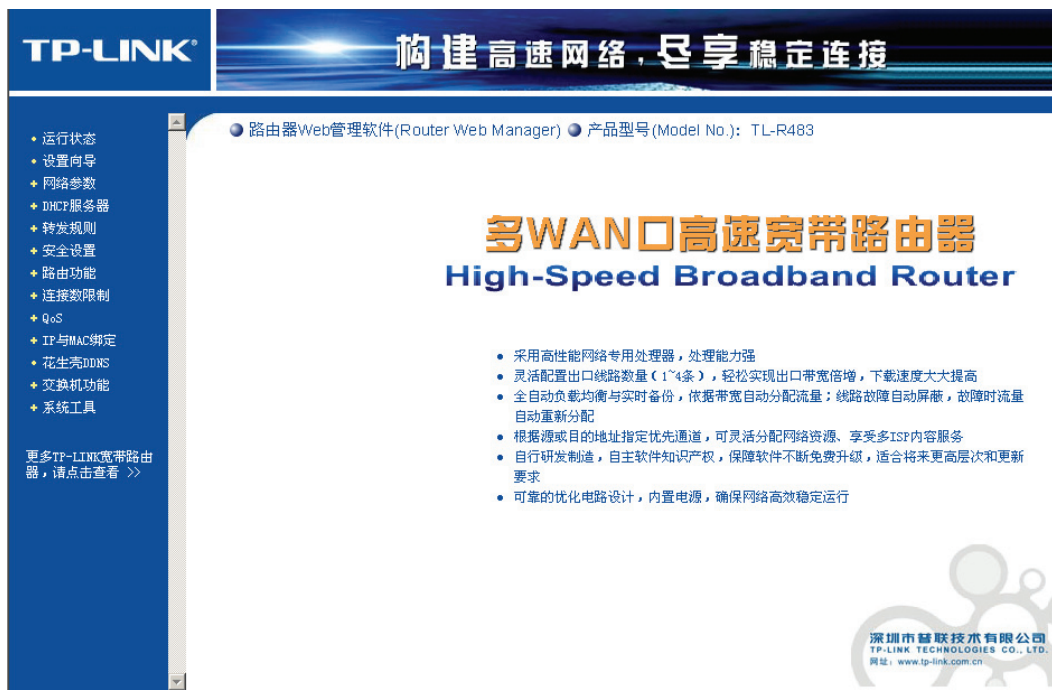 TP-LINK®
构建高速网络，尽享稳定连接
运行状态
设置向导
网络参数
DHCP服务器
转发规则
安全设置
路由功能
连接数限制
QoS
IP与MAC绑定
花生壳DDNS
交换机功能
系统工具
更多TP-LINK宽带路由
器，请点击查看 >>
路由器Web管理软件(Router Web Manager) 产品型号(Model No.): TL-R483
多WAN口高速宽带路由器
High-Speed Broadband Router
采用高性能网络专用处理器，处理能力强
灵活配置出口线路数量（1~4条），轻松实现出口带宽倍增，下载速度大大提高
全自动负载均衡与实时备份，依据带宽自动分配流量；线路故障自动屏蔽，故障时流量
自动重新分配
根据源或目的地址指定优先通道，可灵活分配网络资源、享受多ISP内容服务
自行研发制造，自主软件知识产权，保障软件不断免费升级，适合将来更高层次和更新
要求
可靠的优化电路设计，内置电源，确保网络高效稳定运行
深圳市普联技术有限公司
TP-LINK TECHNOLOGIES CO., LTD.
网址：www.tp-link.com.cn